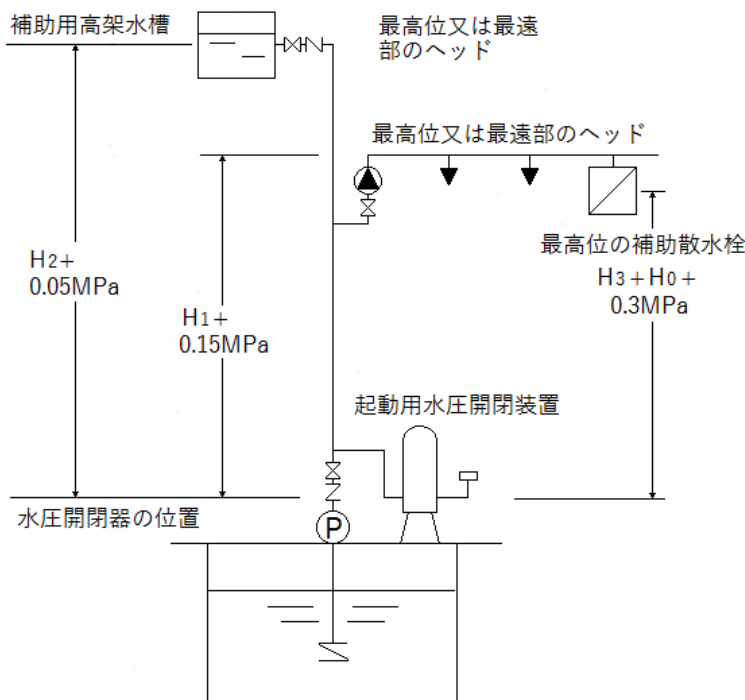 補助用高架水槽
最高位又は最遠
部のヘッド
最高位又は最遠部のヘッド
最高位の補助散水栓
H3+H0+
0.3MPa
H2+
0.05MPa
H1+
0.15MPa
起動用水圧開閉装置
水圧開閉器の位置
P